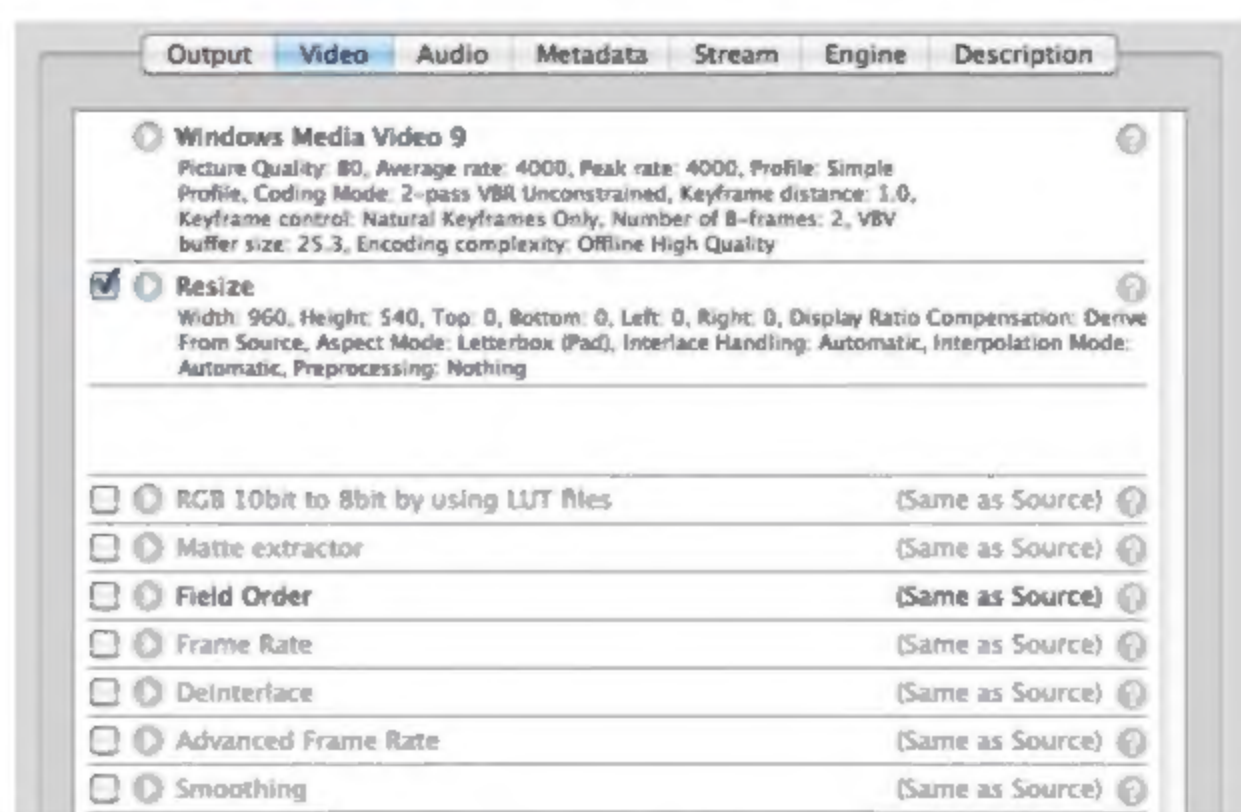 Output Video Audio Metadata Stream Engine Description
Windows Media Video 9
Picture Quality: 80, Average rate: 4000, Peak rate: 4000, Profile: Simple
Profile, Coding Mode: 2-pass VBR Unconstrained, Keyframe distance: 1.0,
Keyframe control: Natural Keyframes Only, Number of B-frames: 2, VBV
buffer size: 25.3, Encoding complexity: Offline High Quality
Resize
Width: 960, Height: 540, Top: 0, Bottom: 0, Left: 0, Right: 0, Display Ratio Compensation: Derive
From Source, Aspect Mode: Letterbox (Pad), Interlace Handling: Automatic, Interpolation Mode:
Automatic, Preprocessing: Nothing
RGB 10bit to 8bit by using LUT files (Same as Source)
Matte extractor (Same as Source)
Field Order (Same as Source)
Frame Rate (Same as Source)
DeInterlace (Same as Source)
Advanced Frame Rate (Same as Source)
Smoothing (Same as Source)